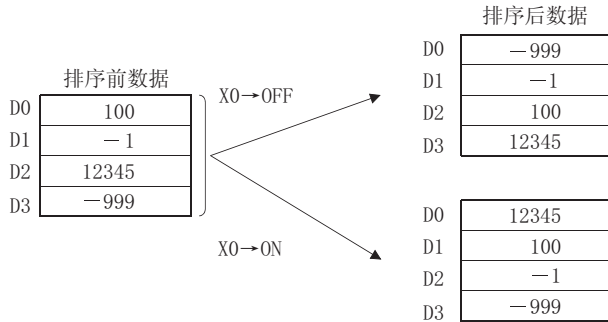 排序前数据
D0 100
D1 －1
D2 12345
D3 －999
X0→OFF
X0→ON
排序后数据
D0 －999
D1 －1
D2 100
D3 12345
D0 12345
D1 100
D2 －1
D3 －999